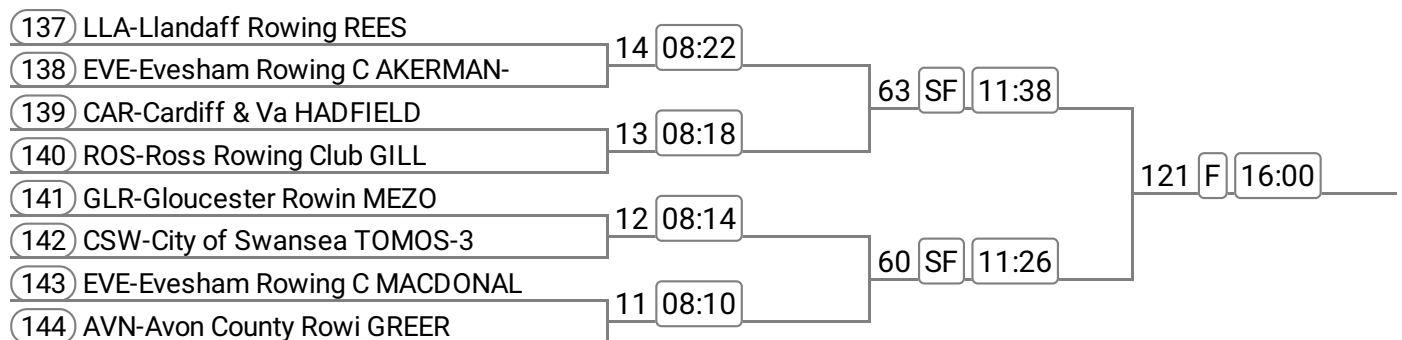 137 LLA-Llandaff Rowing REES
14 08:22
138 EVE-Evesham Rowing C AKERMAN-
63 SF 11:38
139 CAR-Cardiff & Va HADFIELD
13 08:18
140 ROS-Ross Rowing Club GILL
121 F 16:00
141 GLR-Gloucester Rowin MEZO
12 08:14
142 CSW-City of Swansea TOMOS-3
60 SF 11:26
143 EVE-Evesham Rowing C MACDONAL
11 08:10
144 AVN-Avon County Rowi GREER